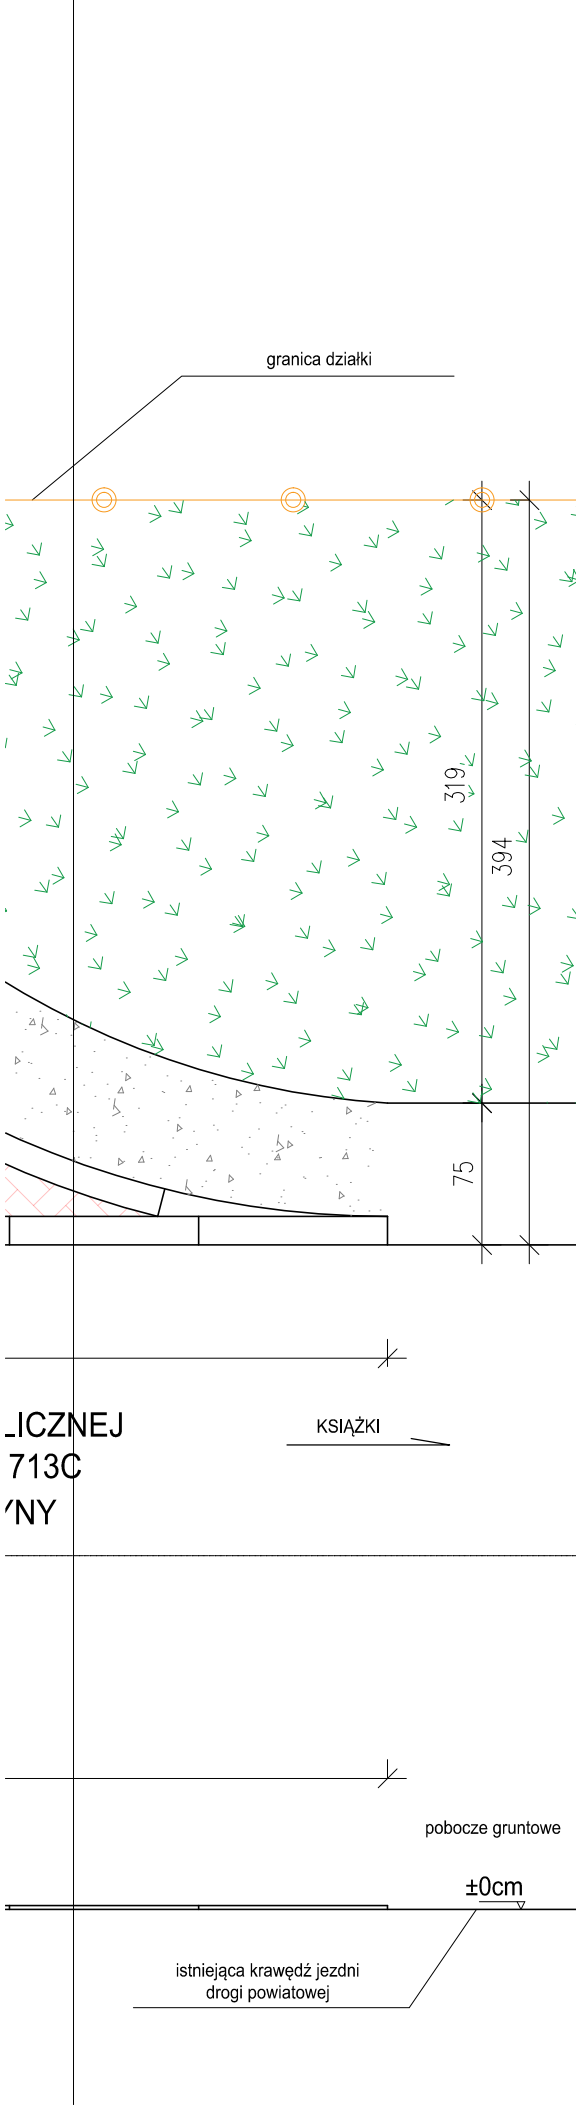 granica działki
319
394
75
LICZNEJ
713C
YNY
KSIĄŻKI
pobocze gruntowe
±0cm
istniejąca krawędź jezdni
drogi powiatowej